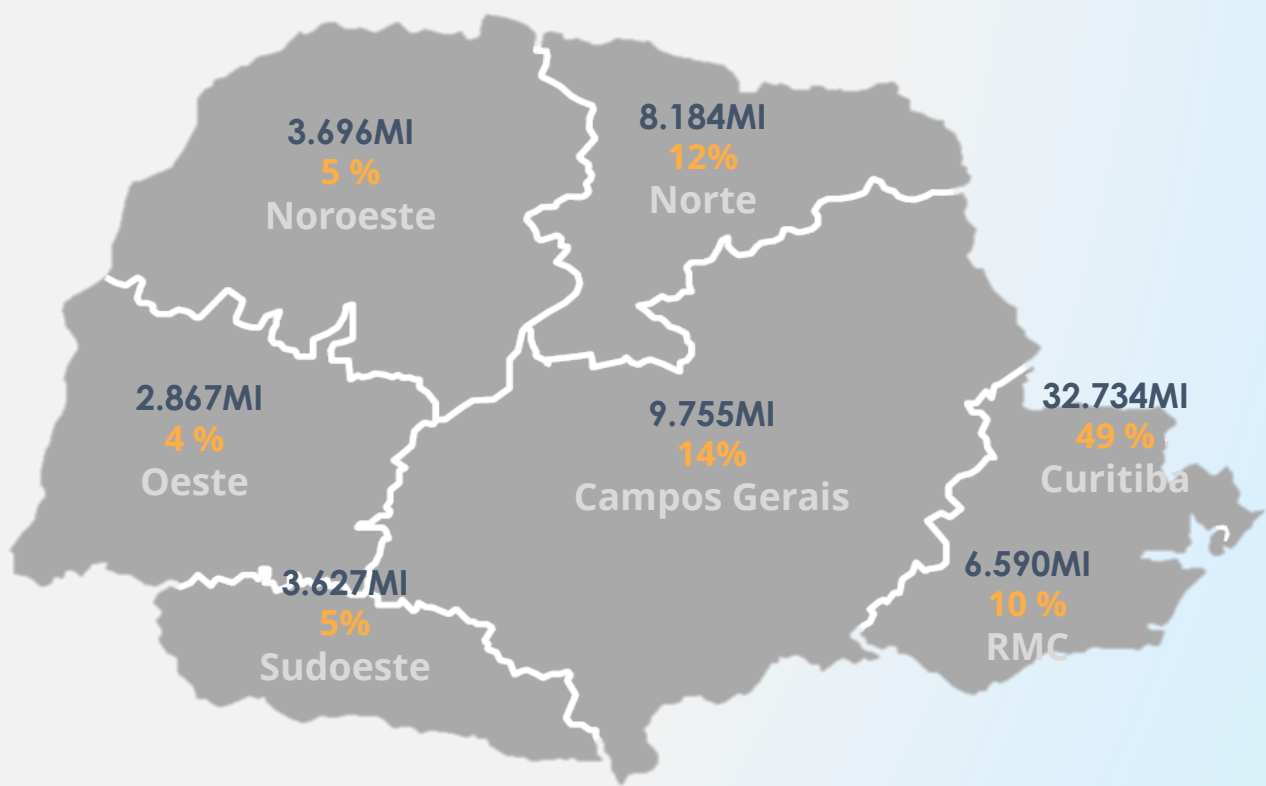 3.696MI
5 %
Noroeste
8.184MI
12%
Norte
2.867MI
4 %
Oeste
9.755MI
14%
Campos Gerais
32.734MI
49 %
Curitiba
3.627MI
5%
Sudoeste
6.590MI
10 %
RMC